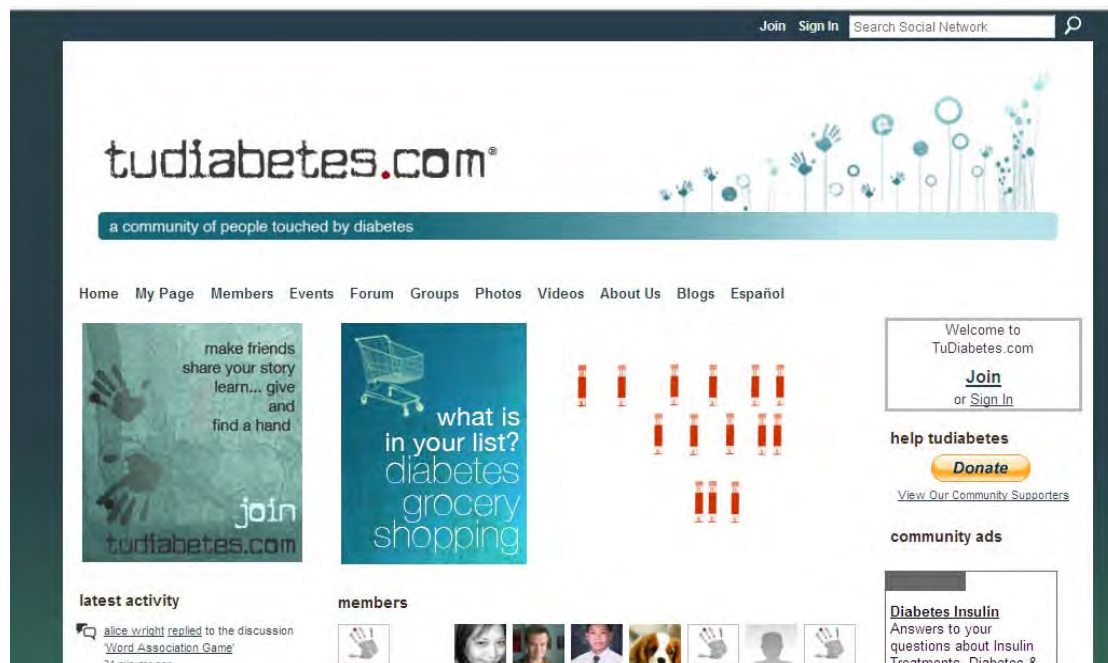 Join Sign In Search Social Network
tudiabetes.com®
a community of people touched by diabetes
Home My Page Members Events Forum Groups Photos Videos About Us Blogs Español
make friends
share your story
learn... give
and
find a hand
join
tudiabetes.com
what is
in your list?
diabetes
grocery
shopping
Welcome to
TuDiabetes.com
Join
or Sign In
help tudiabetes
Donate
View Our Community Supporters
community ads
Diabetes Insulin
Answers to your
questions about Insulin
Treatments, Diabetes &
latest activity
alice wright replied to the discussion
'Word Association Game'
members